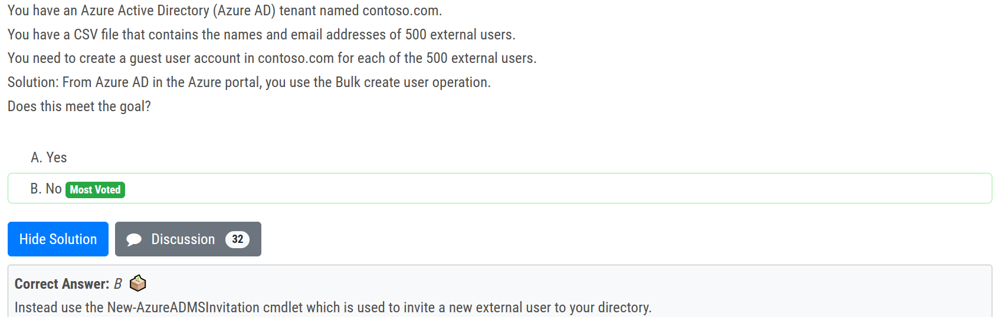 You have an Azure Active Directory (Azure AD) tenant named contoso.com.
You have a CSV file that contains the names and email addresses of 500 external users.
You need to create a guest user account in contoso.com for each of the 500 external users.
Solution: From Azure AD in the Azure portal, you use the Bulk create user operation.
Does this meet the goal?
A. Yes
B. No Most Voted
Hide Solution Discussion 32
Correct Answer: B
Instead use the New-AzureADMSInvitation cmdlet which is used to invite a new external user to your directory.